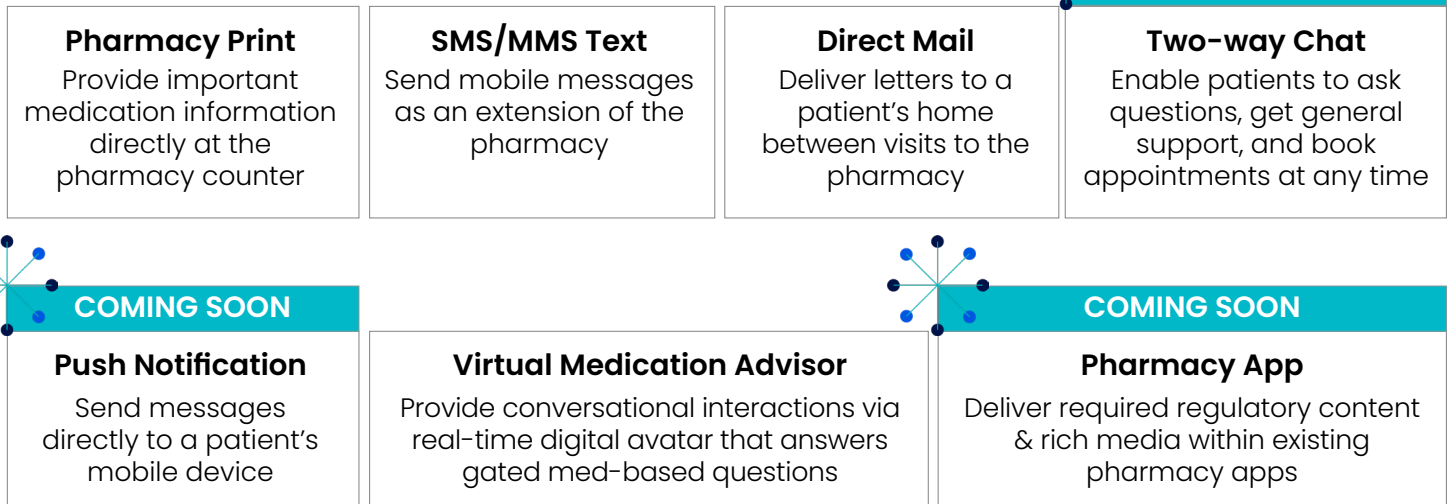 Pharmacy Print
Provide important
medication information
directly at the
pharmacy counter
SMS/MMS Text
Send mobile messages
as an extension of the
pharmacy
Direct Mail
Deliver letters to a
patient’s home
between visits to the
pharmacy
Two-way Chat
Enable patients to ask
questions, get general
support, and book
appointments at any time
COMING SOON
Push Notification
Send messages
directly to a patient’s
mobile device
Virtual Medication Advisor
Provide conversational interactions via
real-time digital avatar that answers
gated med-based questions
COMING SOON
Pharmacy App
Deliver required regulatory content
& rich media within existing
pharmacy apps